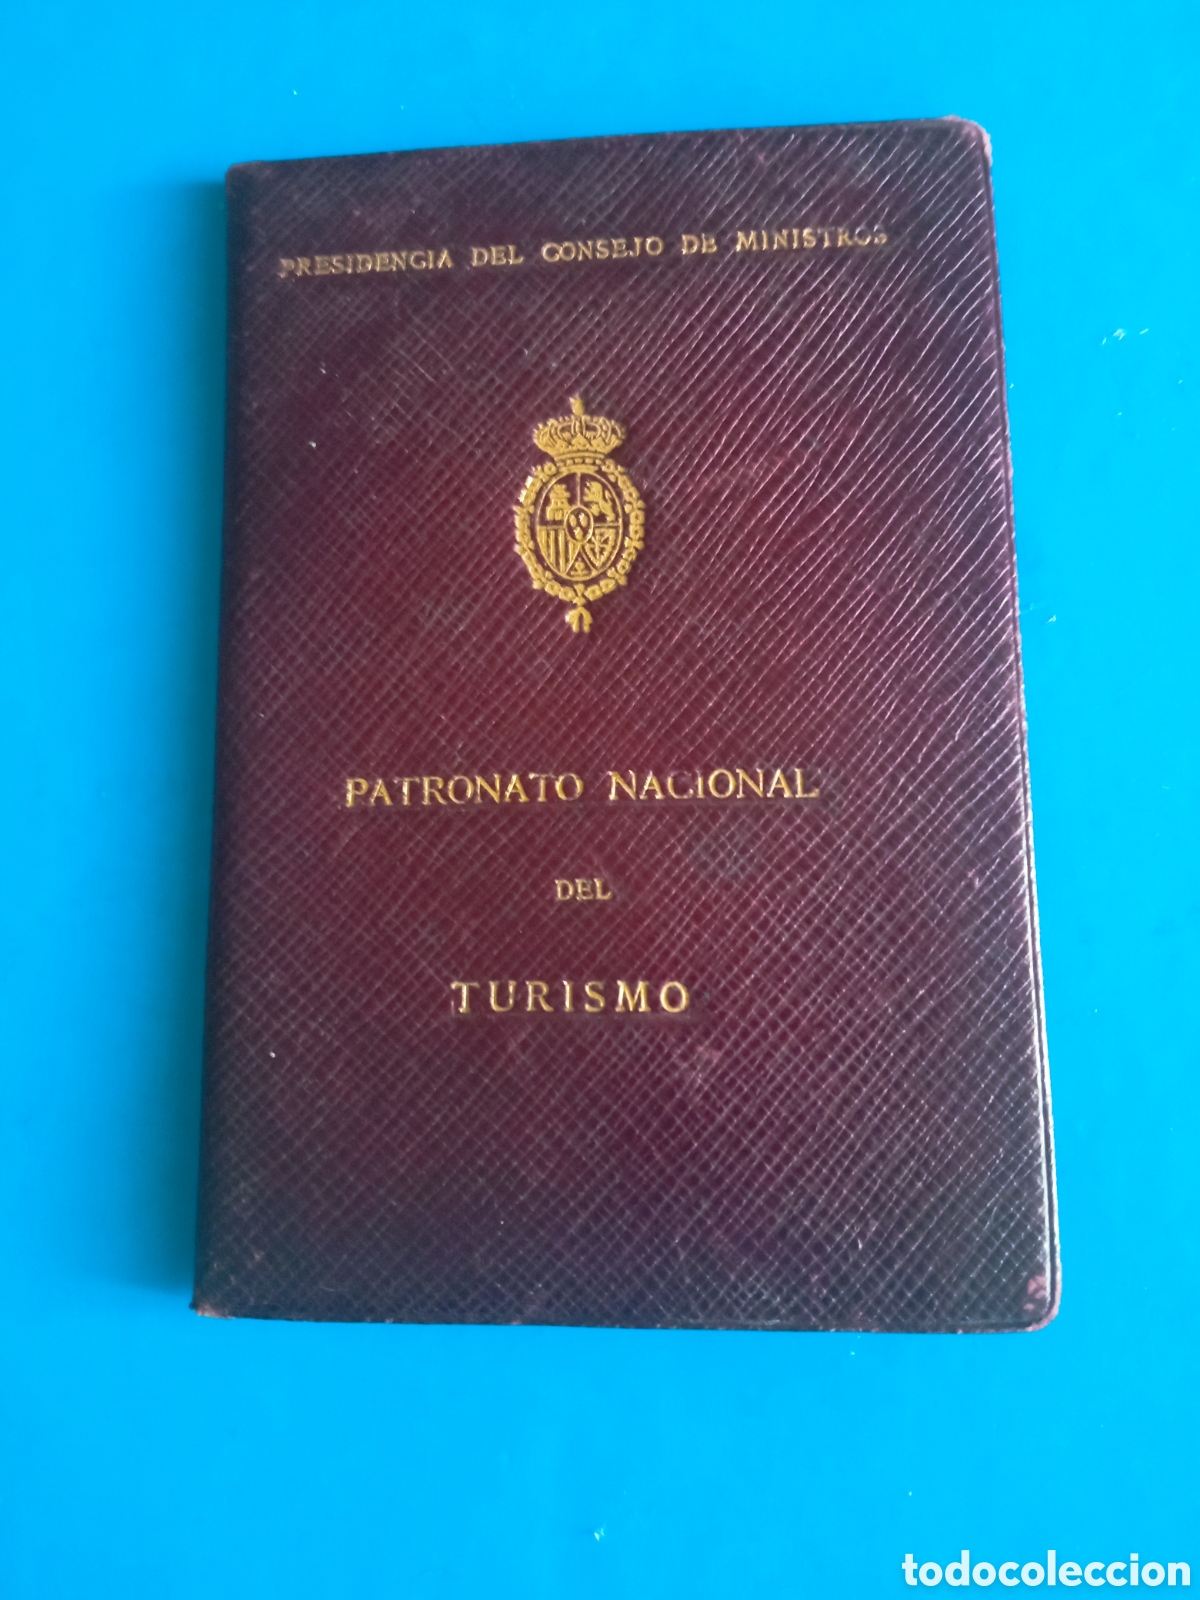 PRESIDENCIA DEL CONSEJO DE MINISTROS
PATRONATO NACIONAL
DEL
TURISMO
todocoleccion